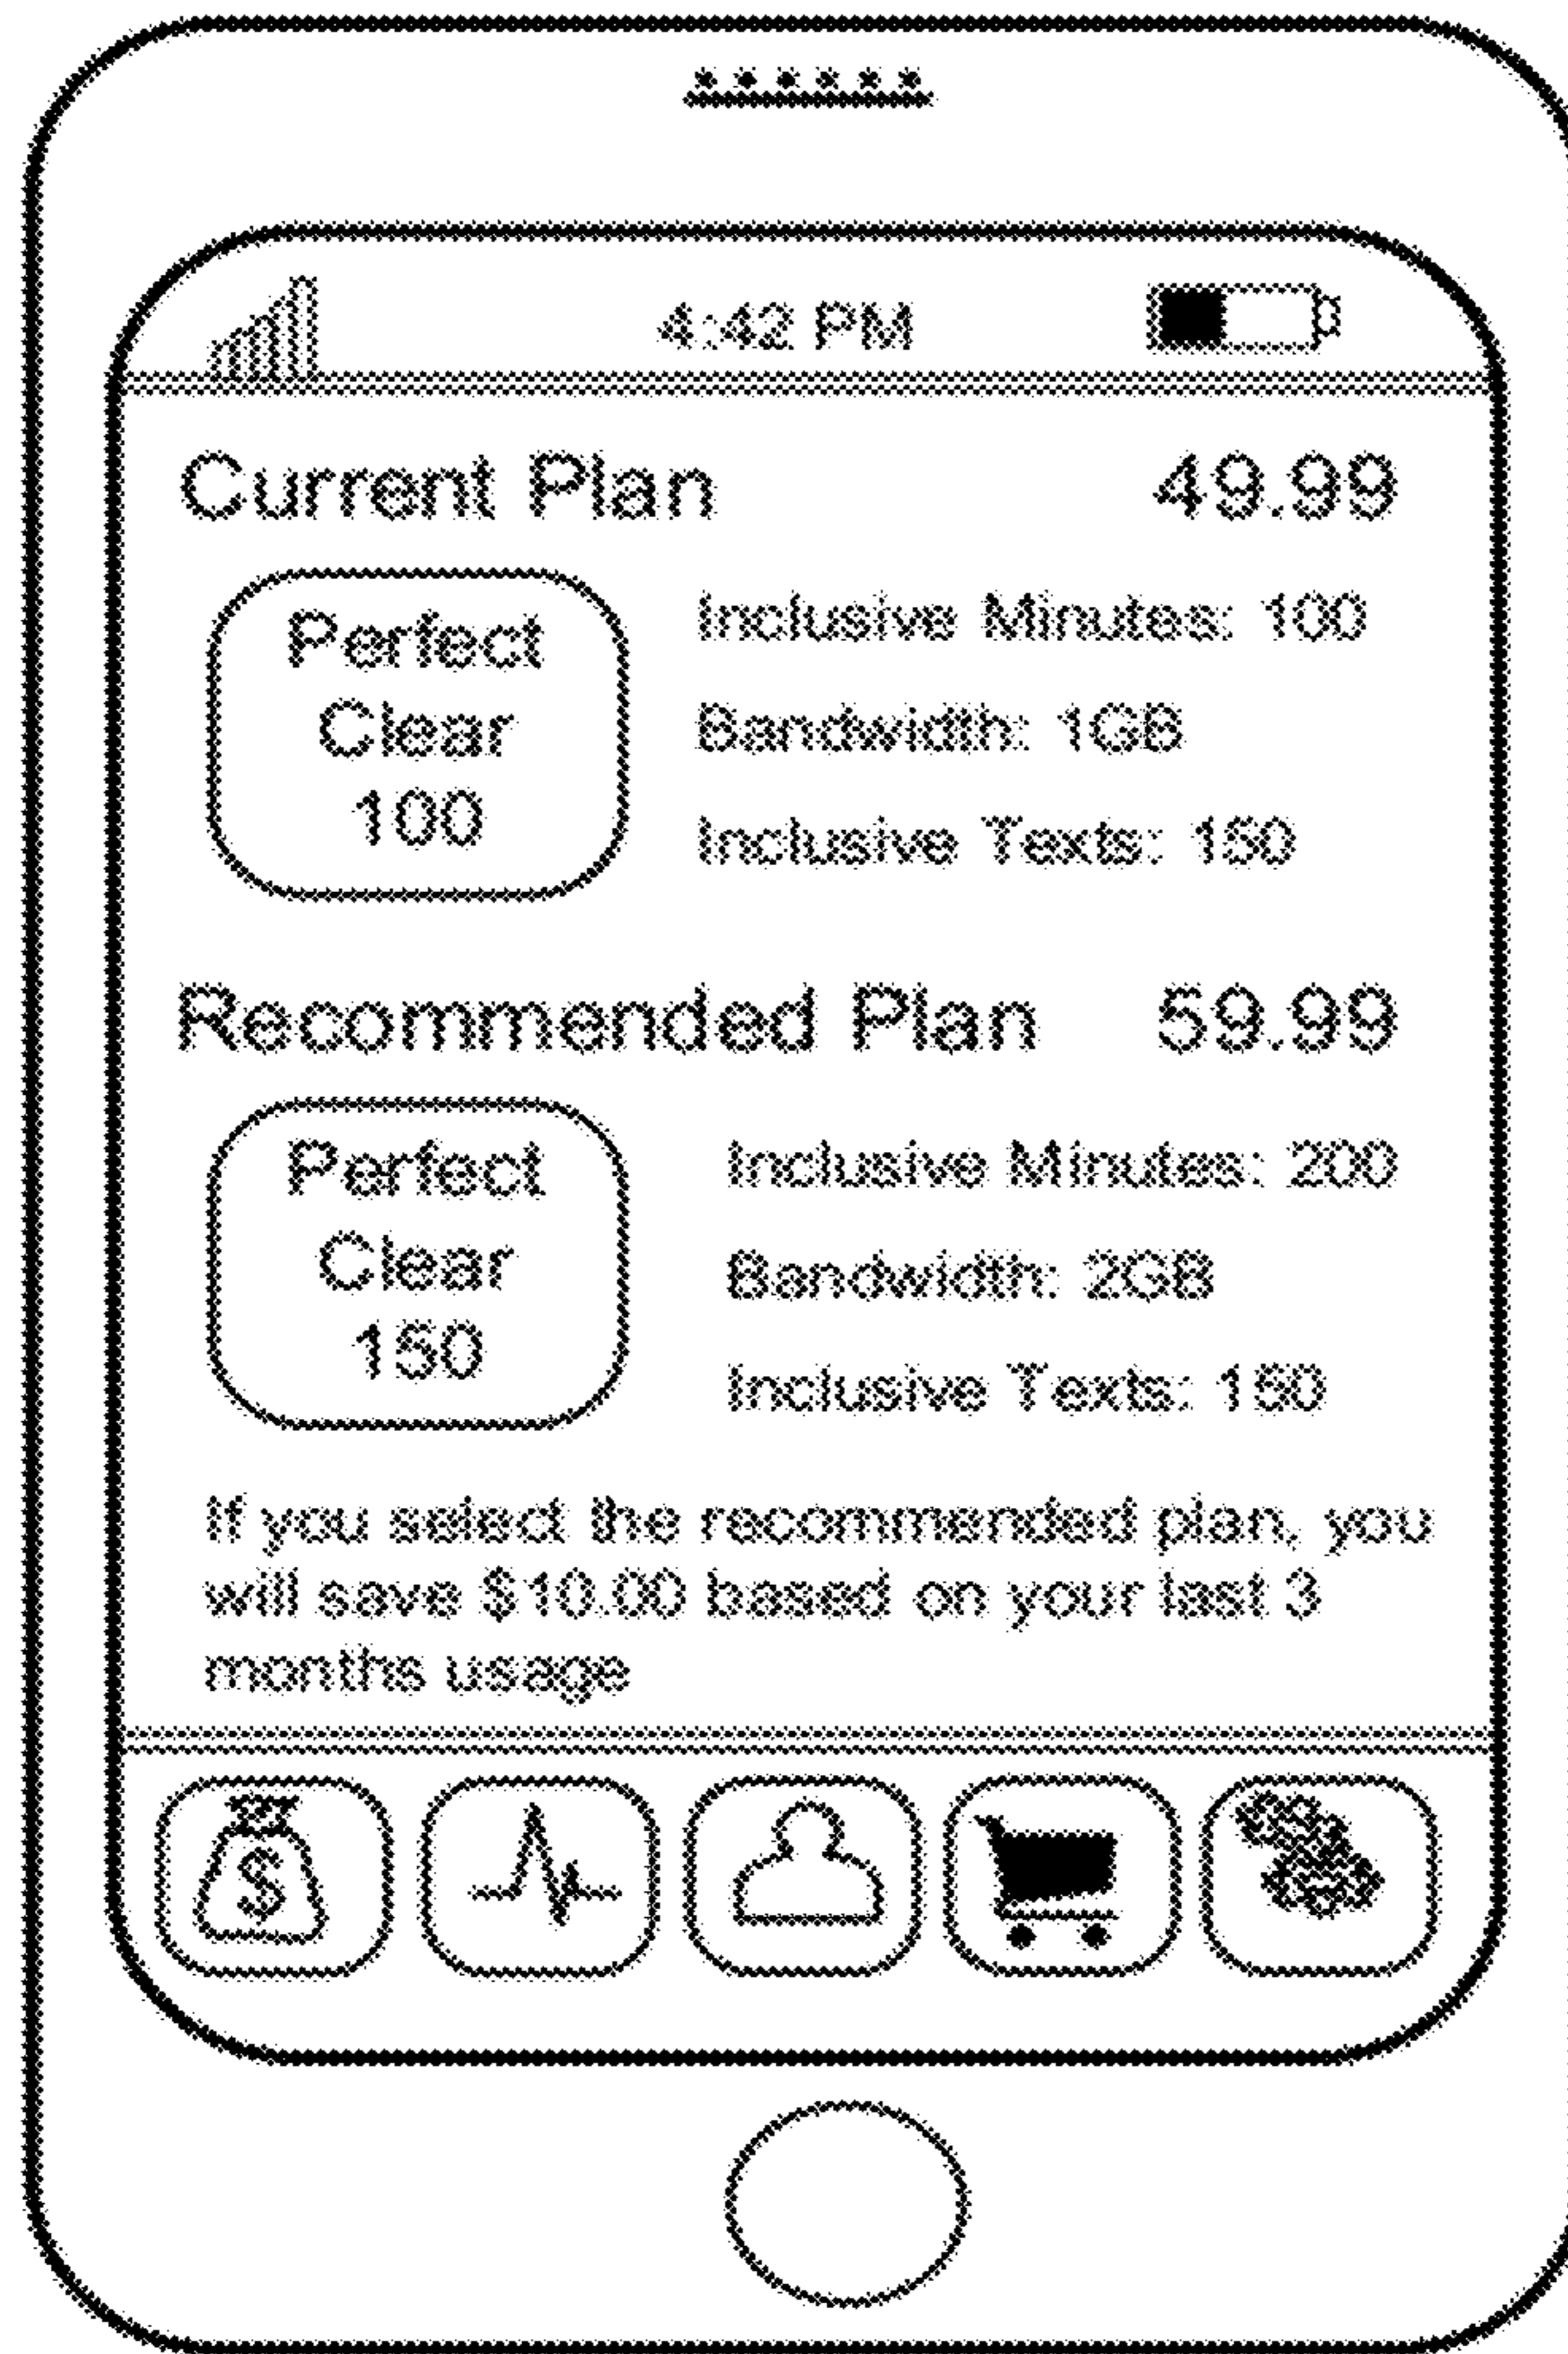 4:42 PM
Current Plan 49.99
Perfect
Clear
100
Inclusive Minutes: 100
Bandwidth: 1GB
Inclusive Texts: 150
Recommended Plan 59.99
Perfect
Clear
150
Inclusive Minutes: 200
Bandwidth: 2GB
Inclusive Texts: 150
If you select the recommended plan, you
will save $10.00 based on your last 3
months usage
$